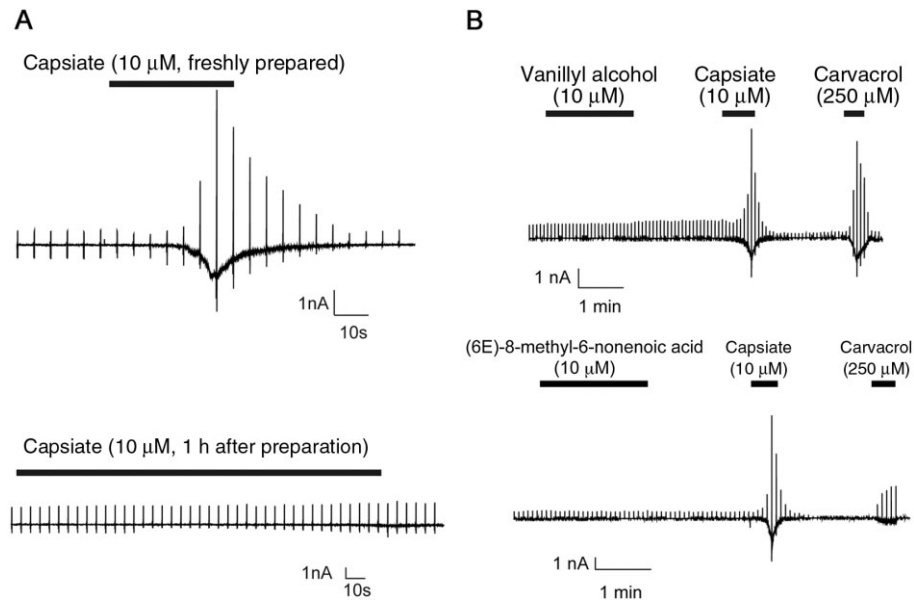 A
Capsiate (10 μM, freshly prepared)
1nA
10s
Capsiate (10 μM, 1 h after preparation)
1nA
10s
B
Vanillyl alcohol
(10 μM)
Capsiate
(10 μM)
Carvacrol
(250 μM)
1 nA
1 min
(6E)-8-methyl-6-nonenoic acid
(10 μM)
Capsiate
(10 μM)
Carvacrol
(250 μM)
1 nA
1 min